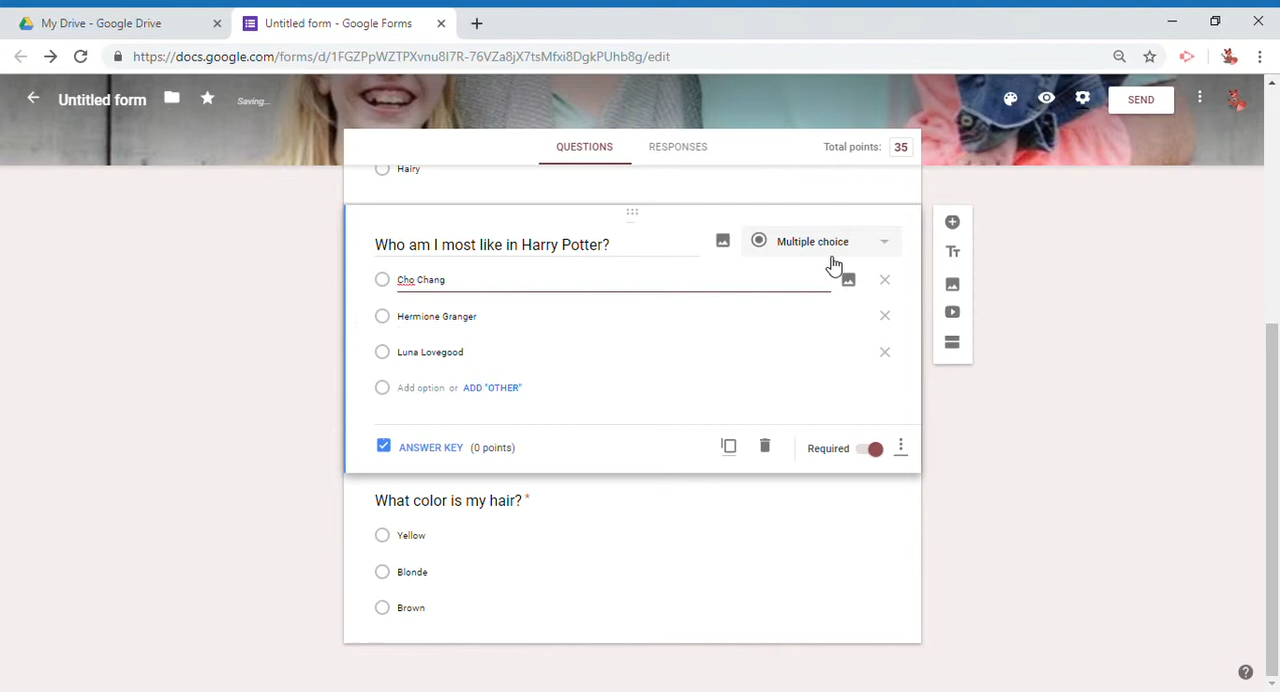 My Drive - Google Drive
Untitled form - Google Forms
https://docs.google.com/forms/d/1FGZPpWZTPXvnu8I7R-76VZa8jX7tsMfxi8DgkPUhb8g/edit
Untitled form
Saving...
SEND
QUESTIONS
RESPONSES
Total points: 35
Hairy
Who am I most like in Harry Potter?
Multiple choice
Cho Chang
Hermione Granger
Luna Lovegood
Add option or ADD "OTHER"
ANSWER KEY (0 points)
Required
What color is my hair? *
Yellow
Blonde
Brown